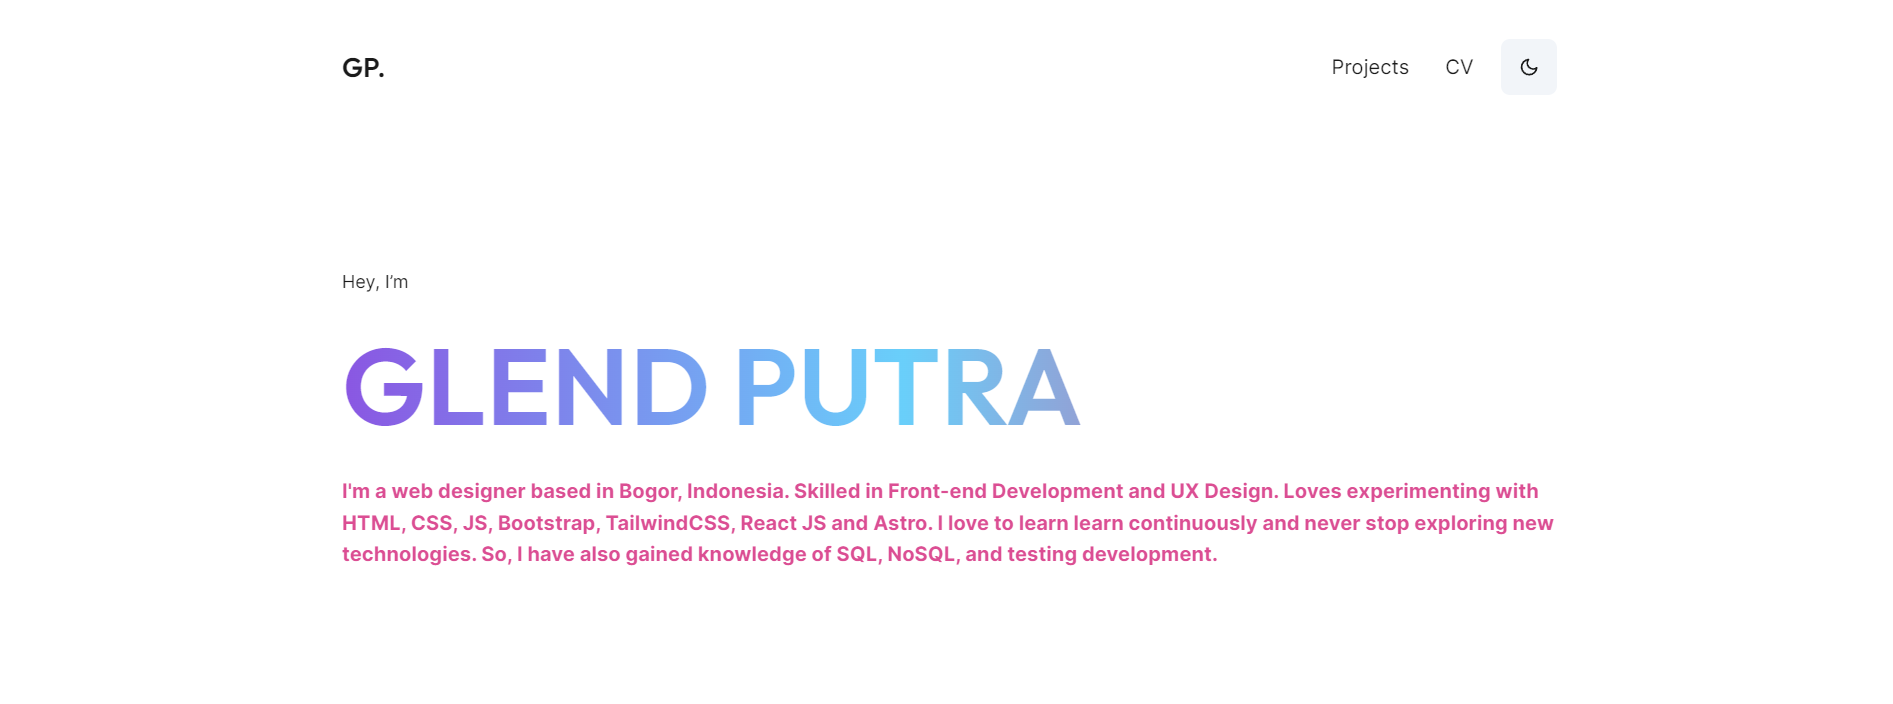 GP.
Projects CV
Hey, I’m
GLEND PUTRA
I'm a web designer based in Bogor, Indonesia. Skilled in Front-end Development and UX Design. Loves experimenting with
HTML, CSS, JS, Bootstrap, TailwindCSS, React JS and Astro. I love to learn learn continuously and never stop exploring new
technologies. So, I have also gained knowledge of SQL, NoSQL, and testing development.